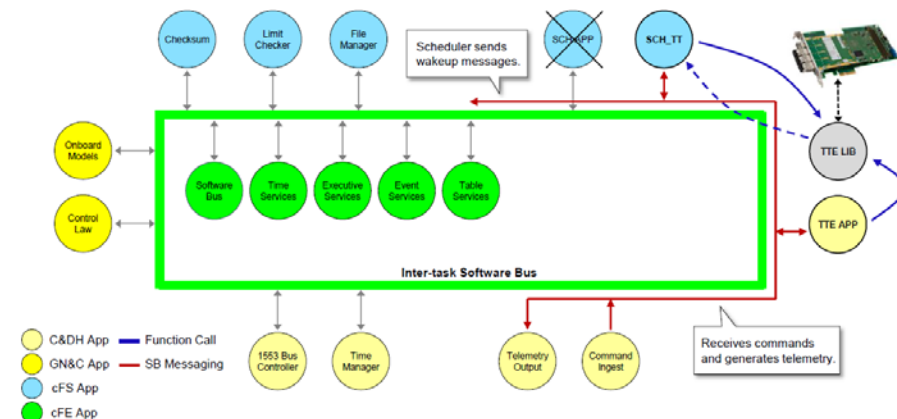 Checksum
Limit
Checker
File
Manager
Scheduler sends
wakeup messages.
SCH APP
SCH_TT
Onboard
Models
Software
Bus
Time
Services
Executive
Services
Event
Services
Table
Services
TTE LIB
Control
Law
TTE APP
Inter-task Software Bus
C&DH App
Function Call
GN&C App
SB Messaging
cFS App
cFE App
1553 Bus
Controller
Time
Manager
Telemetry
Output
Command
Ingest
Receives commands
and generates telemetry.